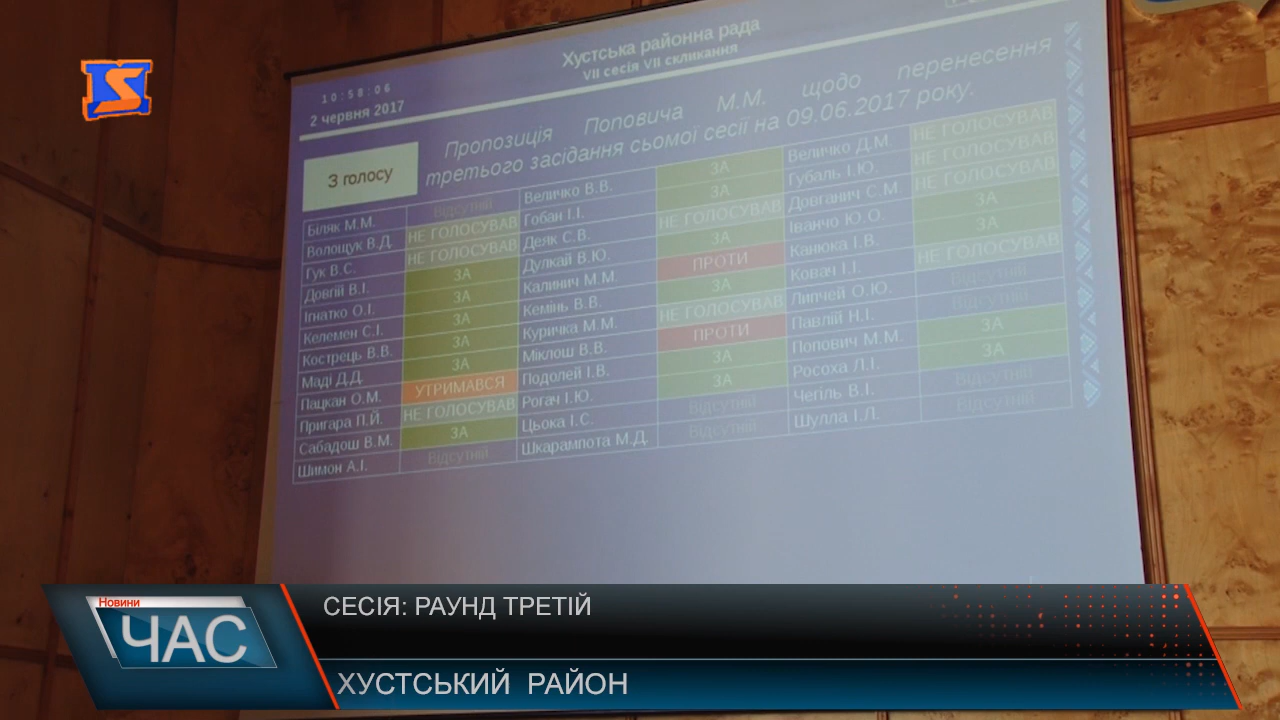 Хустська районна рада
VII сесія VII скликання
10:58:06
2 червня 2017
Пропозиція Поповича М.М. щодо перенесення
третього засідання сьомої сесії на 09.06.2017 року.
З голосу
Біляк М.М. Відсутній
Волощук В.Д. НЕ ГОЛОСУВАВ
Гук В.С. НЕ ГОЛОСУВАВ
Довгій В.І. ЗА
Ігнатко О.І. ЗА
Келемен С.І. ЗА
Кострець В.В. ЗА
Маді Д.Д. ЗА
Пацкан О.М. УТРИМАВСЯ
Пригара П.Й. НЕ ГОЛОСУВАВ
Сабадош В.М. ЗА
Шимон А.І. Відсутній
Величко В.В. ЗА
Гобан І.І. ЗА
Деяк С.В. НЕ ГОЛОСУВАВ
Дулкай В.Ю. ЗА
Калинич М.М. ПРОТИ
Кемінь В.В. ЗА
Куричка М.М. НЕ ГОЛОСУВАВ
Міклош В.В. ПРОТИ
Подолей І.В. ЗА
Рогач І.Ю. ЗА
Цьока І.С. Відсутній
Шкарампота М.Д. Відсутній
Величко Д.М. НЕ ГОЛОСУВАВ
Губаль І.Ю. НЕ ГОЛОСУВАВ
Довганич С.М НЕ ГОЛОСУВАВ
Іванчо Ю.О. ЗА
Канюка І.В. ЗА
Ковач І.І. НЕ ГОЛОСУВАВ
Липчей О.Ю. Відсутній
Павлій Н.І. Відсутній
Попович М.М. ЗА
Росоха Л.І. ЗА
Чегіль В.І. Відсутній
Шулла І.Л. Відсутній
Новини
ЧАС
СЕСІЯ: РАУНД ТРЕТІЙ
ХУСТСЬКИЙ РАЙОН